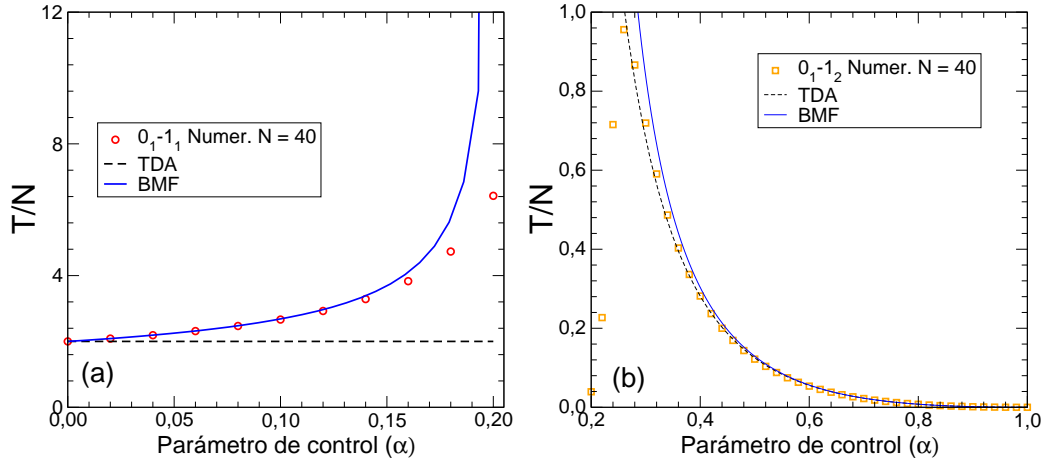 12
8
4
0
T/N
0₁-1₁ Numer. N = 40
TDA
BMF
(a)
0,00
0,05
0,10
0,15
0,20
Parámetro de control (α)
1,0
0,8
0,6
0,4
0,2
0,0
T/N
0₁-1₂ Numer. N = 40
TDA
BMF
(b)
0,2
0,4
0,6
0,8
1,0
Parámetro de control (α)